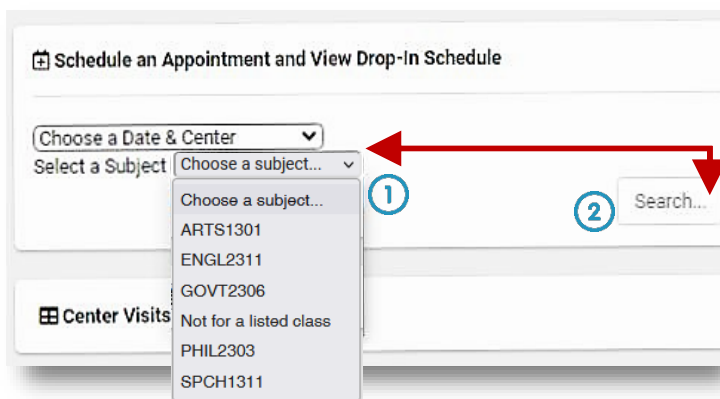 Schedule an Appointment and View Drop-In Schedule
Choose a Date & Center
Select a Subject Choose a subject...
1
Choose a subject...
2
Search...
ARTS1301
ENGL2311
GOVT2306
Center Visits
Not for a listed class
PHIL2303
SPCH1311